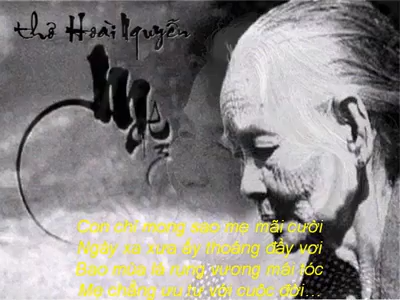 thơ Hoài Nguyễn
Mẹ
Con chỉ mong sao mẹ mãi cười
Ngày xa xưa ấy thoáng đầy vơi
Bao mùa lá rụng vương mái tóc
Mẹ chẳng ưu tư với cuộc đời...